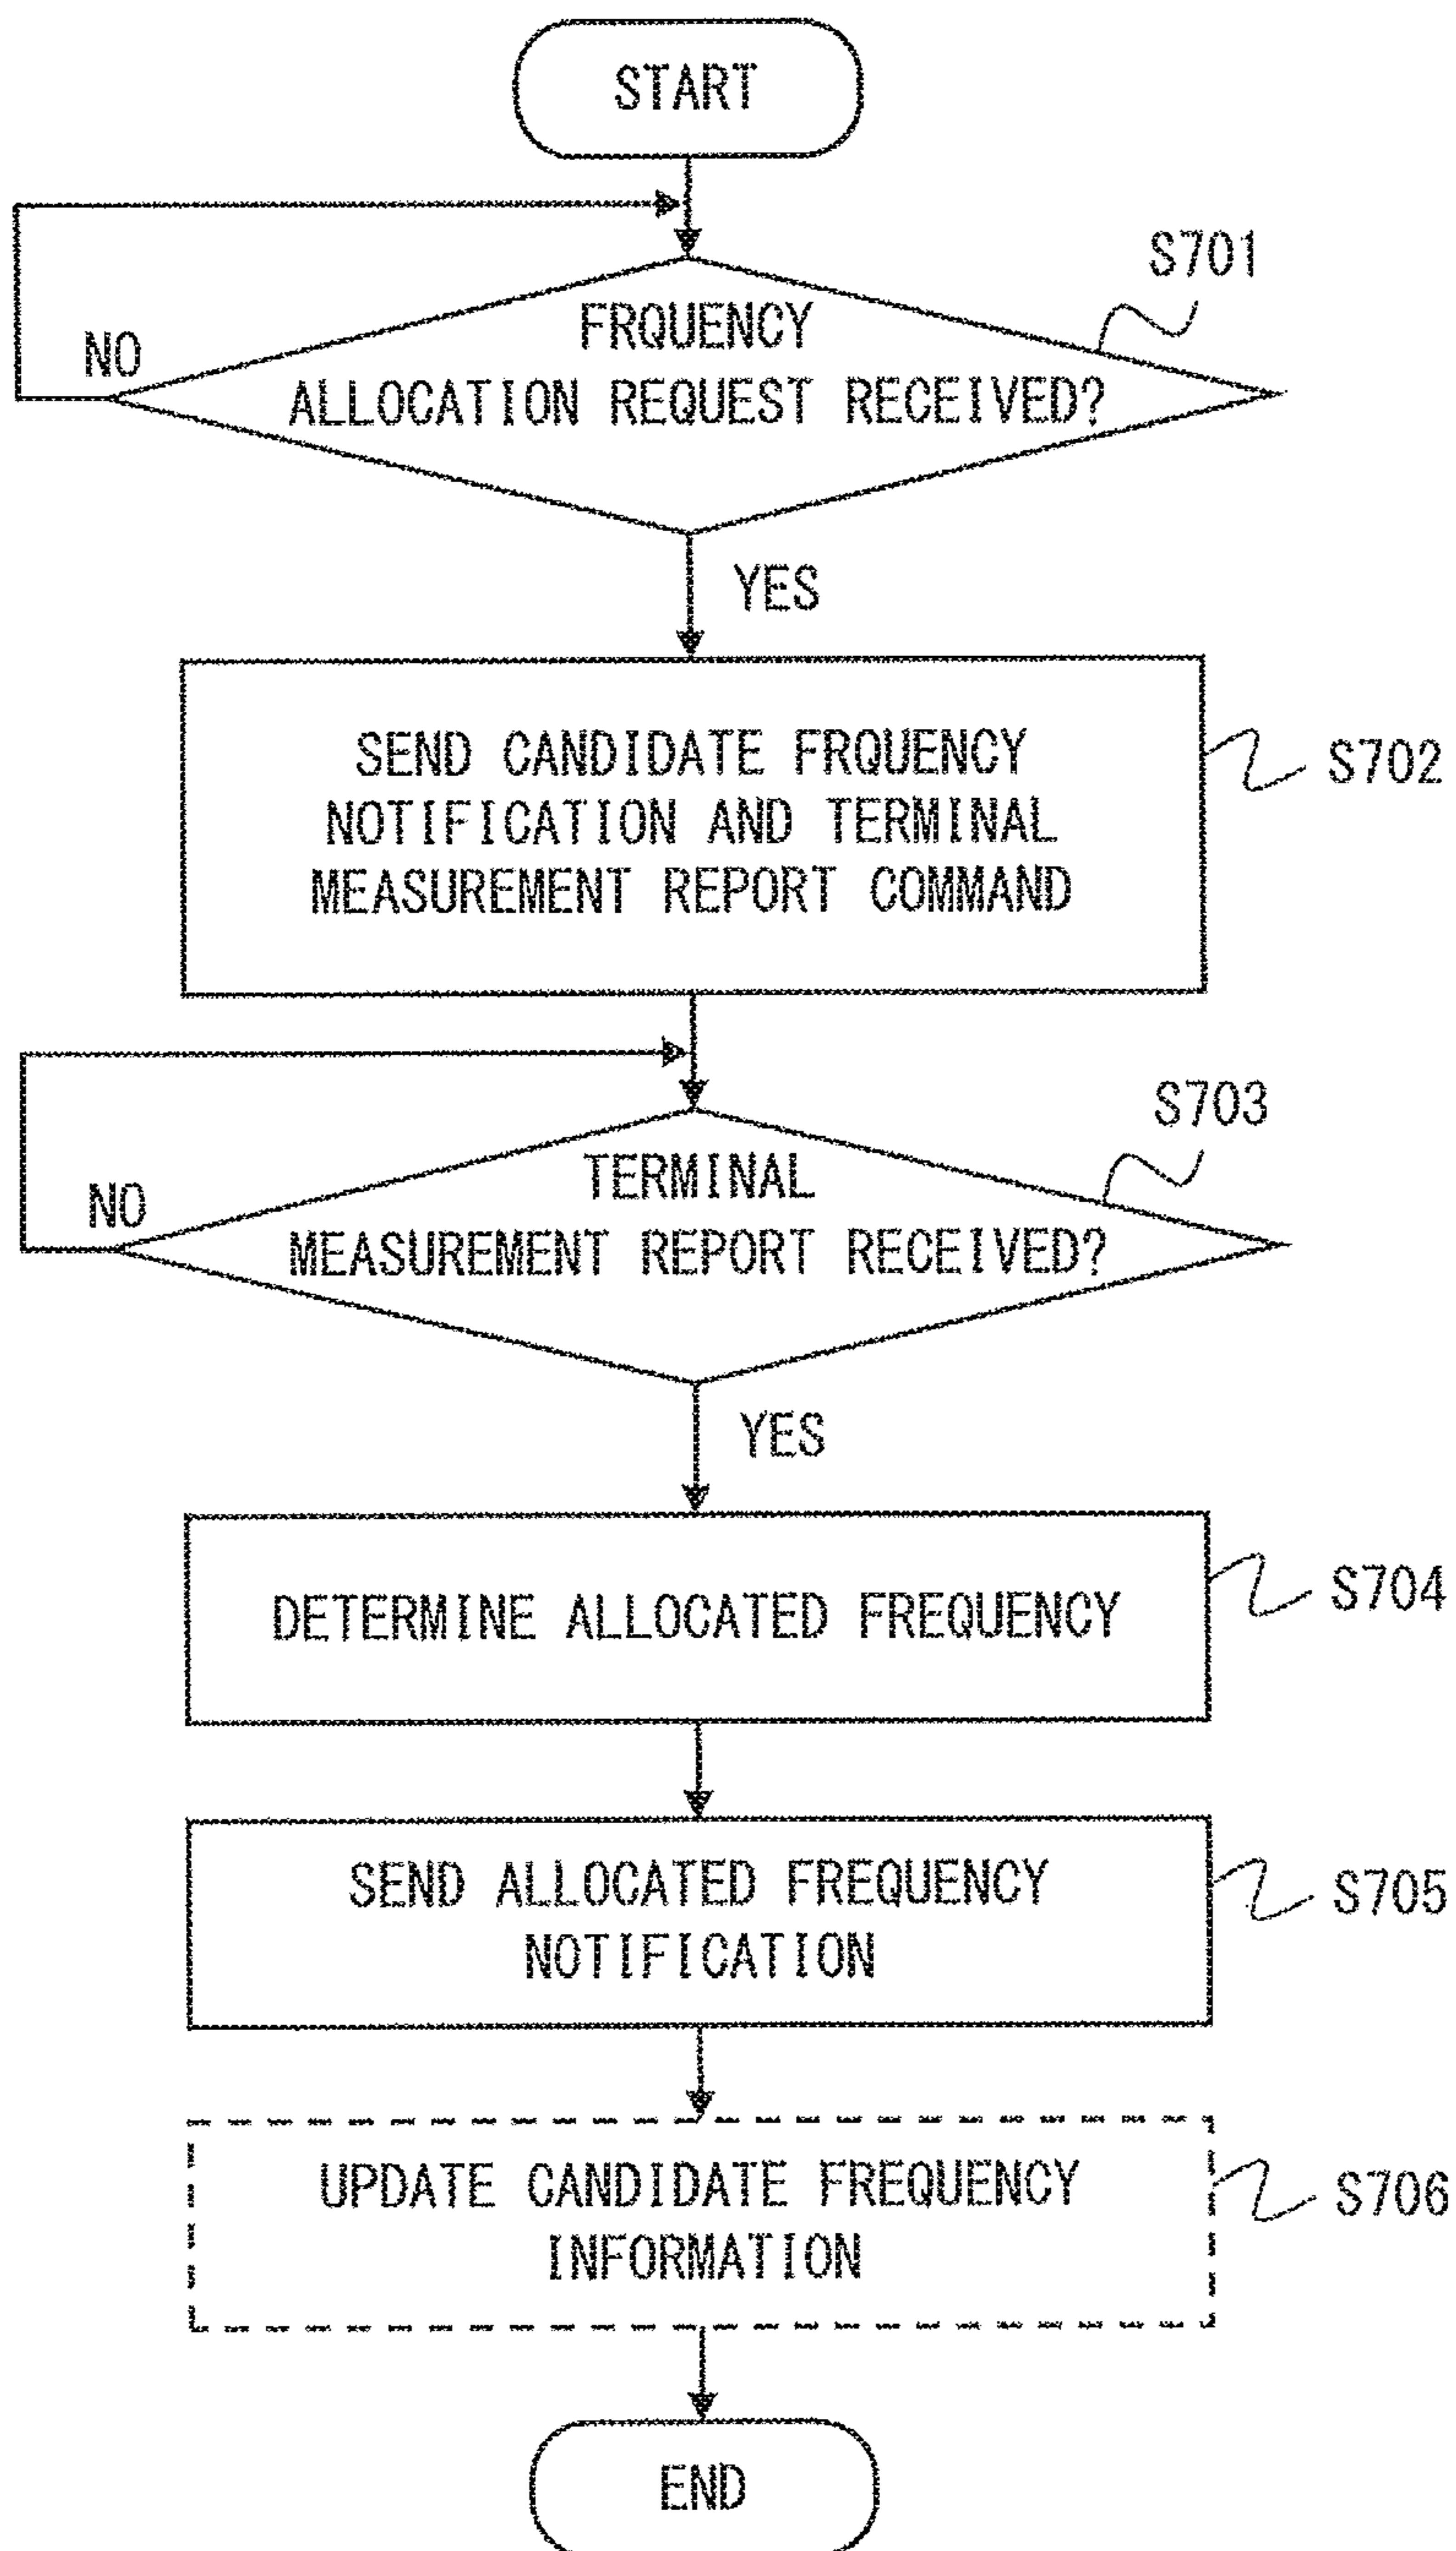 START
S701
NO
FRQUENCY
ALLOCATION REQUEST RECEIVED?
YES
SEND CANDIDATE FRQUENCY
NOTIFICATION AND TERMINAL
MEASUREMENT REPORT COMMAND
S702
S703
NO
TERMINAL
MEASUREMENT REPORT RECEIVED?
YES
DETERMINE ALLOCATED FREQUENCY
S704
SEND ALLOCATED FREQUENCY
NOTIFICATION
S705
UPDATE CANDIDATE FREQUENCY
INFORMATION
S706
END